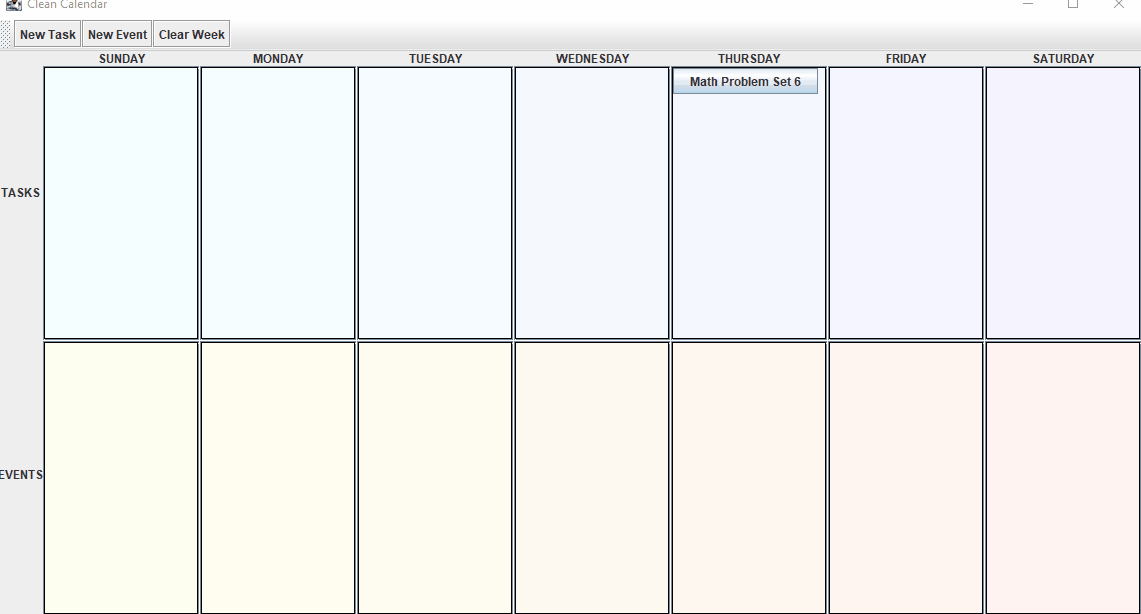 Clean Calendar
New Task New Event Clear Week
SUNDAY MONDAY TUESDAY WEDNESDAY THURSDAY FRIDAY SATURDAY
Math Problem Set 6
TASKS
EVENTS